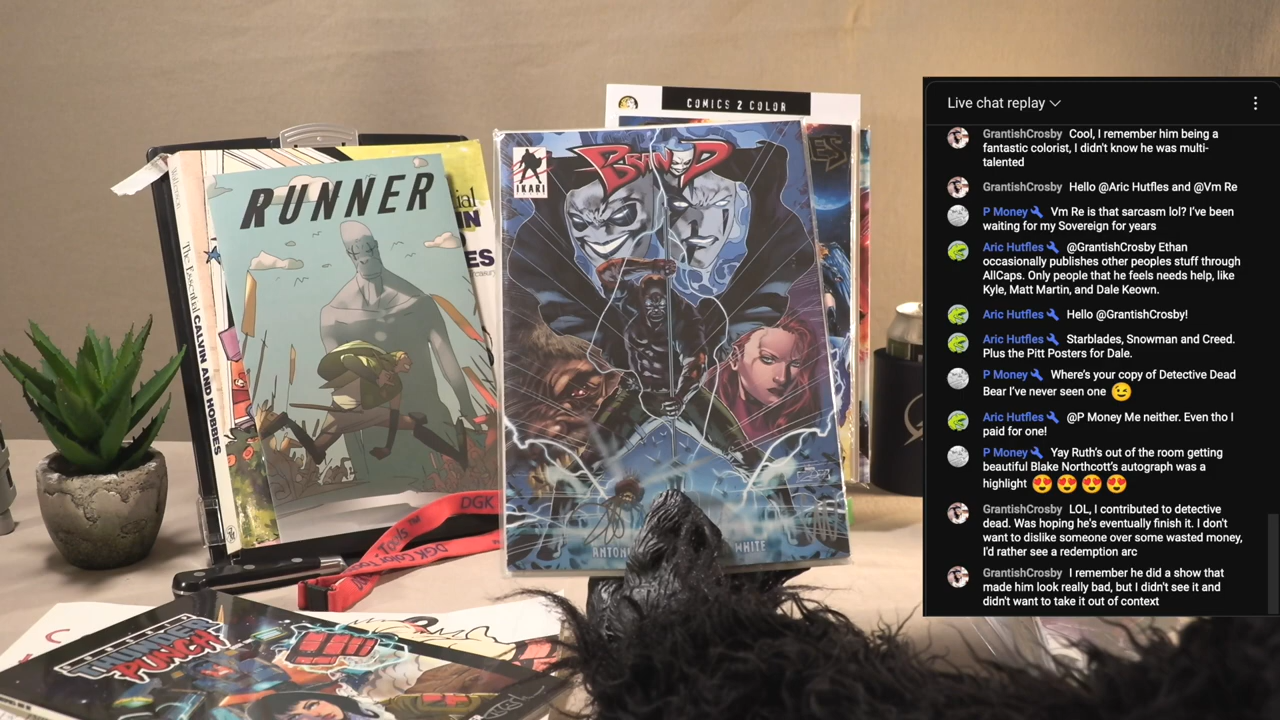 COMICS 2 COLOR
RUNNER
ial
IN
ES
The Essential CALVIN AND HOBBES
IKARI
BRAND
ES
ANTON
WHITE
DGK
Tools™
DGK Color Tools
THUNDER
PUNCH
Live chat replay
GrantishCrosby Cool, I remember him being a
fantastic colorist, I didn't know he was multi-
talented
GrantishCrosby Hello @Aric Hutfles and @Vm Re
P Money Vm Re is that sarcasm lol? I've been
waiting for my Sovereign for years
Aric Hutfles @GrantishCrosby Ethan
occasionally publishes other peoples stuff through
AllCaps. Only people that he feels needs help, like
Kyle, Matt Martin, and Dale Keown.
Aric Hutfles Hello @GrantishCrosby!
Aric Hutfles Starblades, Snowman and Creed.
Plus the Pitt Posters for Dale.
P Money Where's your copy of Detective Dead
Bear I've never seen one 😉
Aric Hutfles @P Money Me neither. Even tho I
paid for one!
P Money Yay Ruth's out of the room getting
beautiful Blake Northcott's autograph was a
highlight 😍😍😍😍
GrantishCrosby LOL, I contributed to detective
dead. Was hoping he's eventually finish it. I don't
want to dislike someone over some wasted money,
I'd rather see a redemption arc
GrantishCrosby I remember he did a show that
made him look really bad, but I didn't see it and
didn't want to take it out of context